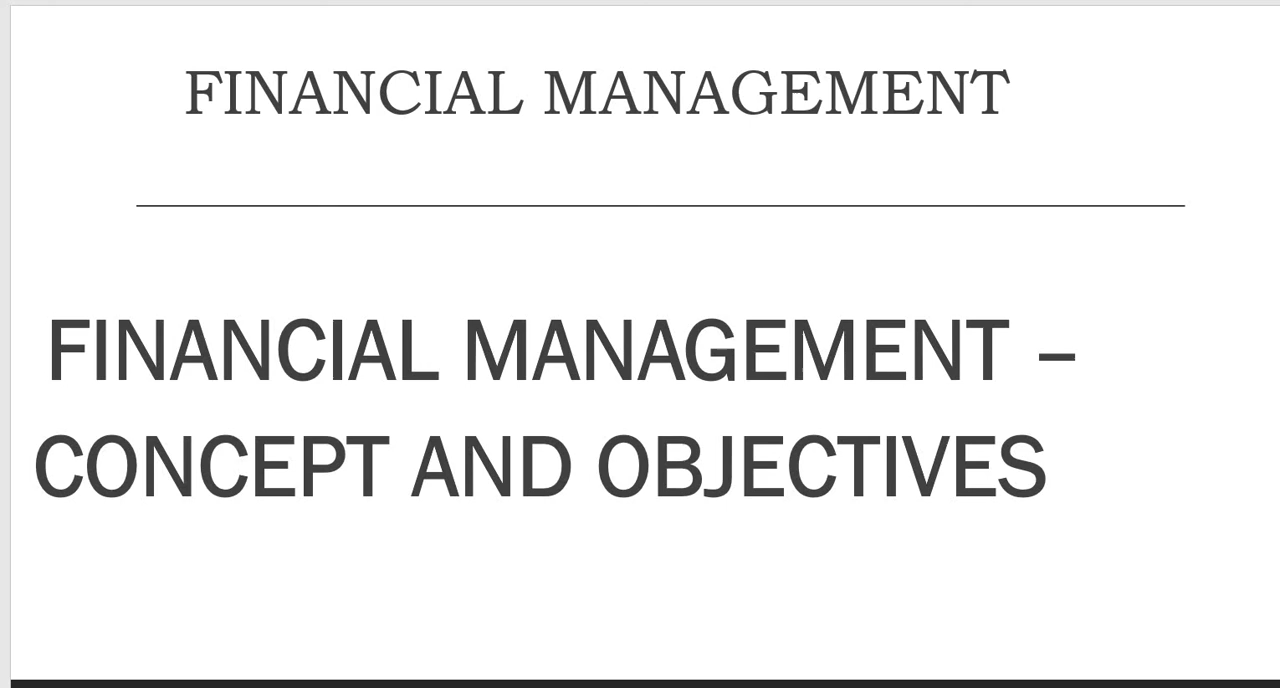 FINANCIAL MANAGEMENT
FINANCIAL MANAGEMENT –
CONCEPT AND OBJECTIVES